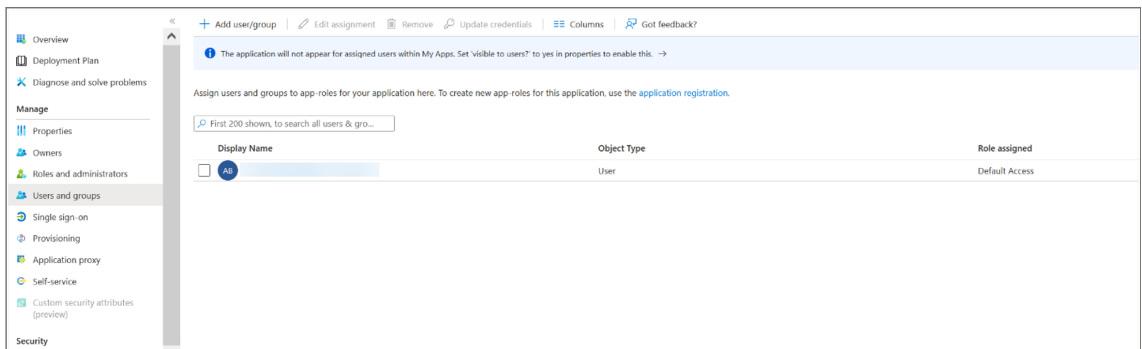 «
Overview
Deployment Plan
Diagnose and solve problems
Manage
Properties
Owners
Roles and administrators
Users and groups
Single sign-on
Provisioning
Application proxy
Self-service
Custom security attributes
(preview)
Security
+ Add user/group Edit assignment Remove Update credentials Columns Got feedback?
The application will not appear for assigned users within My Apps. Set 'visible to users?' to yes in properties to enable this. →
Assign users and groups to app-roles for your application here. To create new app-roles for this application, use the application registration.
First 200 shown, to search all users & gro...
Display Name Object Type Role assigned
AB User Default Access